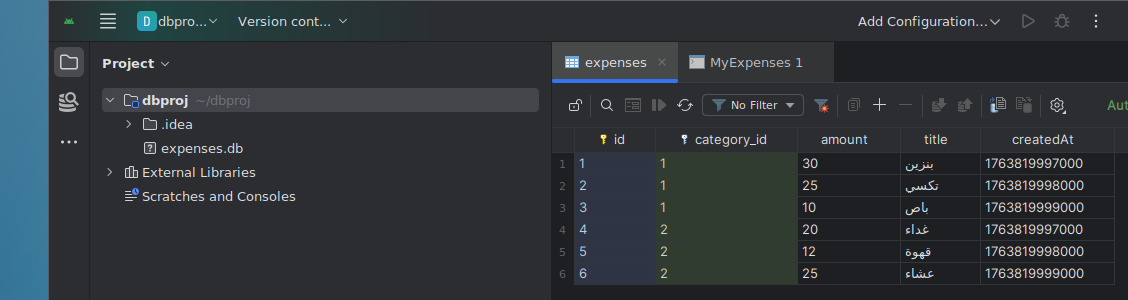 D dbpro... Version cont... Add Configuration...
Project
dbproj ~/dbproj
.idea
expenses.db
External Libraries
Scratches and Consoles
expenses MyExpenses 1
No Filter Aut
id category_id amount title createdAt
1 1 1 30 بنزين 1763819997000
2 2 1 25 تكسي 1763819998000
3 3 1 10 باص 1763819999000
4 4 2 20 غداء 1763819997000
5 5 2 12 قهوة 1763819998000
6 6 2 25 عشاء 1763819999000